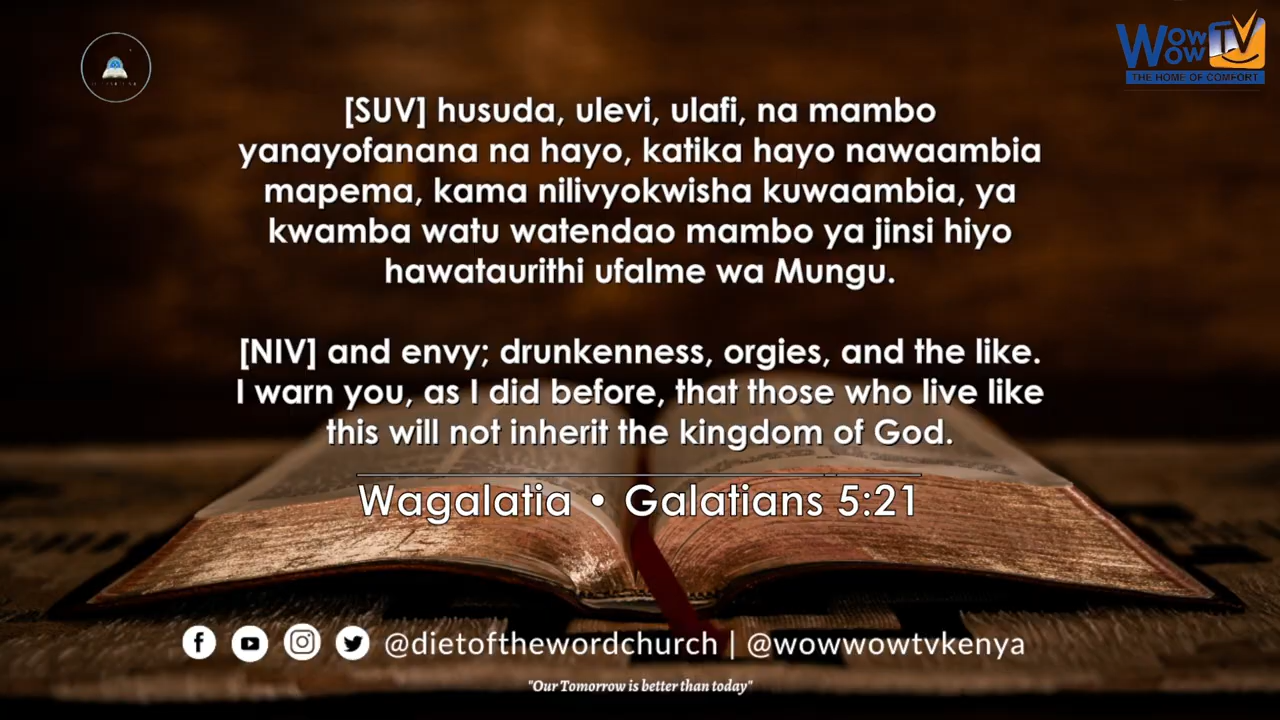 WOW WOW TV
THE HOME OF COMFORT
[SUV] husuda, ulevi, ulafi, na mambo
yanayofanana na hayo, katika hayo nawaambia
mapema, kama nilivyokwisha kuwaambia, ya
kwamba watu watendao mambo ya jinsi hiyo
hawataurithi ufalme wa Mungu.
[NIV] and envy; drunkenness, orgies, and the like.
I warn you, as I did before, that those who live like
this will not inherit the kingdom of God.
Wagalatia • Galatians 5:21
@dietofthewordchurch | @wowwowtvkenya
"Our Tomorrow is better than today"